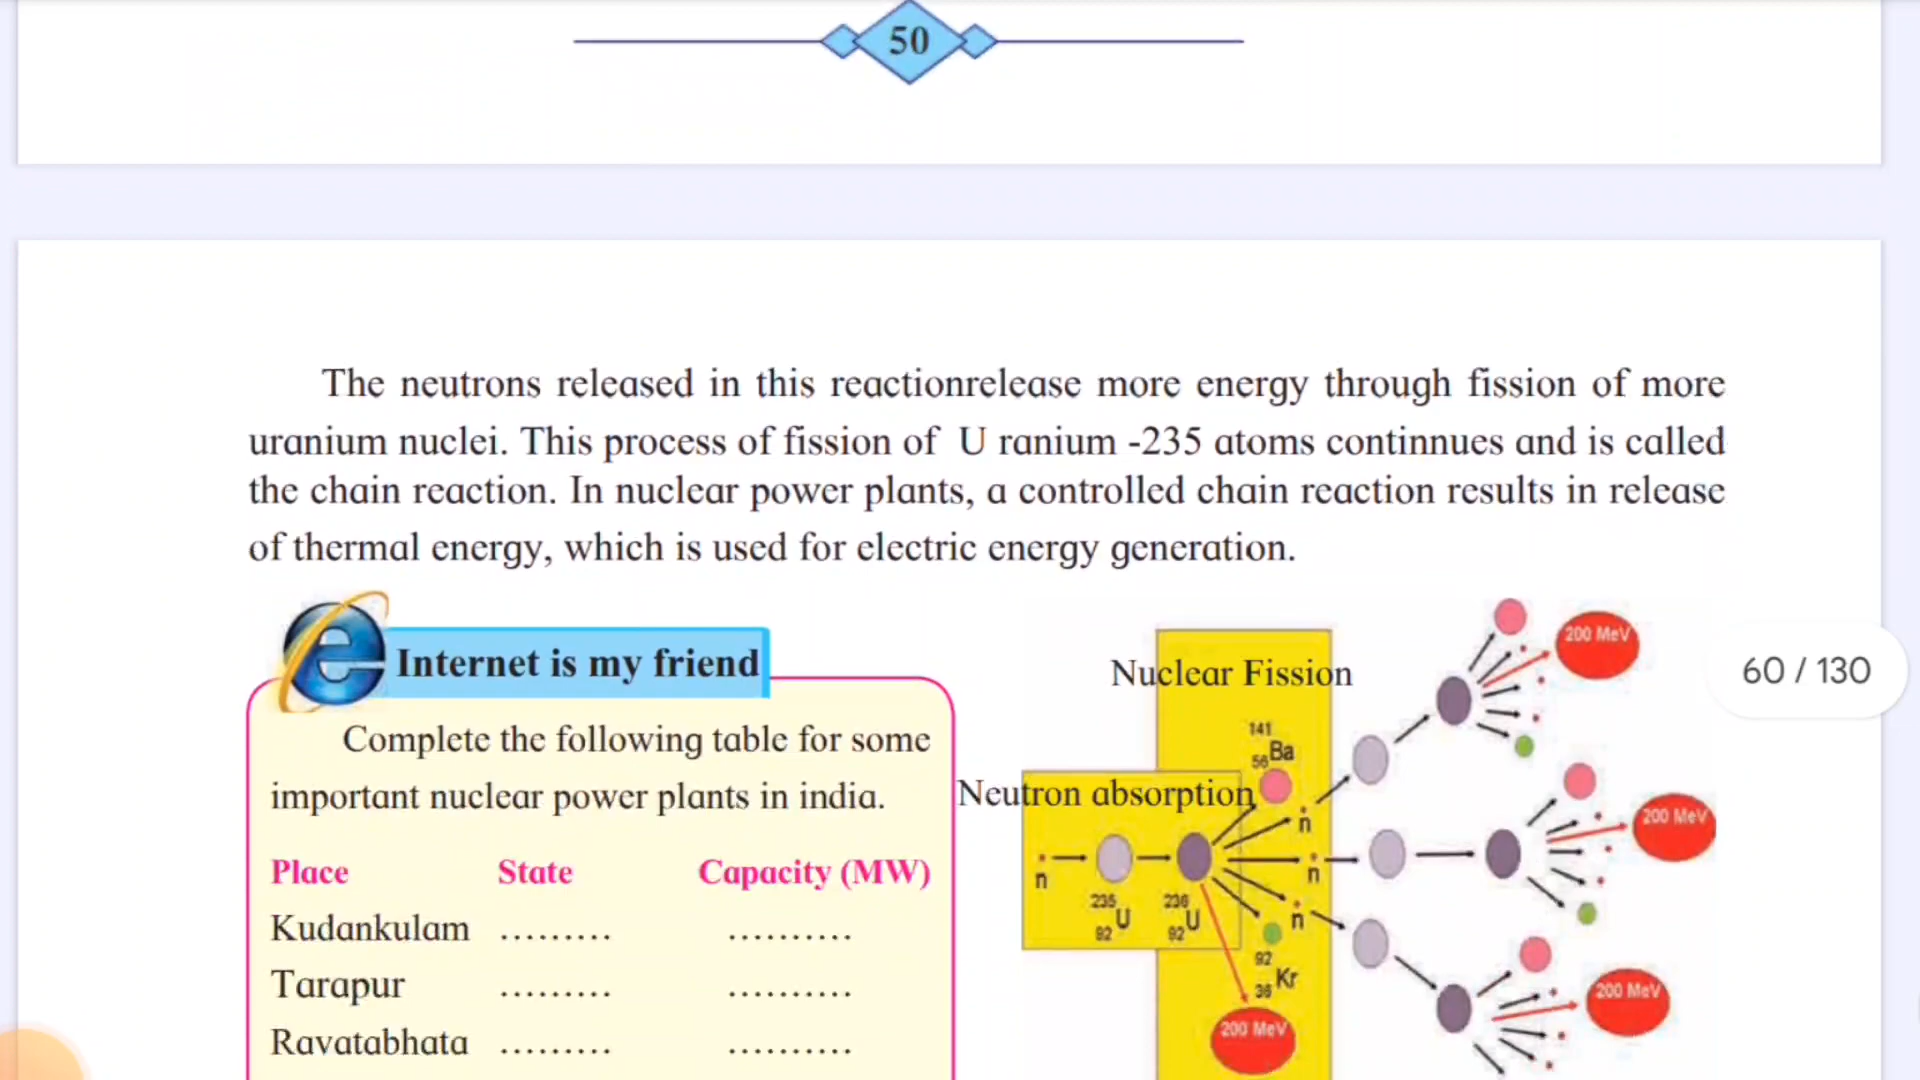 50
The neutrons released in this reactionrelease more energy through fission of more
uranium nuclei. This process of fission of U ranium -235 atoms continnues and is called
the chain reaction. In nuclear power plants, a controlled chain reaction results in release
of thermal energy, which is used for electric energy generation.
Internet is my friend
Complete the following table for some
important nuclear power plants in india.
Place State Capacity (MW)
Kudankulam ......... ..........
Tarapur ......... ..........
Ravatabhata ......... ..........
Nuclear Fission
200 MeV
60 / 130
141
56 Ba
Neutron absorption
n
n
200 MeV
n
n
235
92 U
236
92 U
92
36 Kr
200 MeV
200 MeV